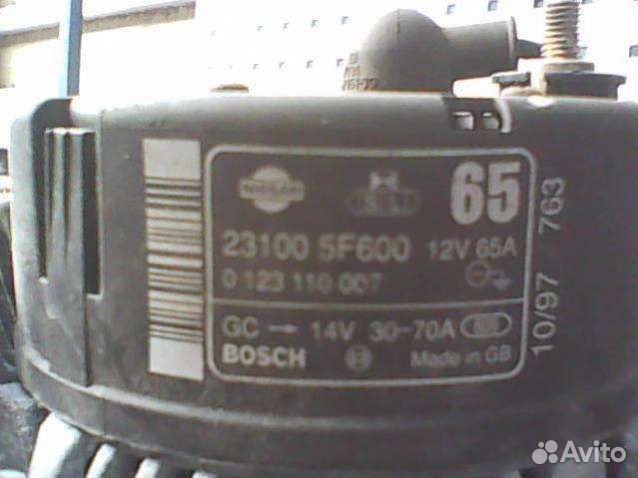 NISSAN
65
23100 5F600 12V 65A
0 123 110 007
GC → 14V 30-70A
BOSCH Made in GB
10/97 763
Avito